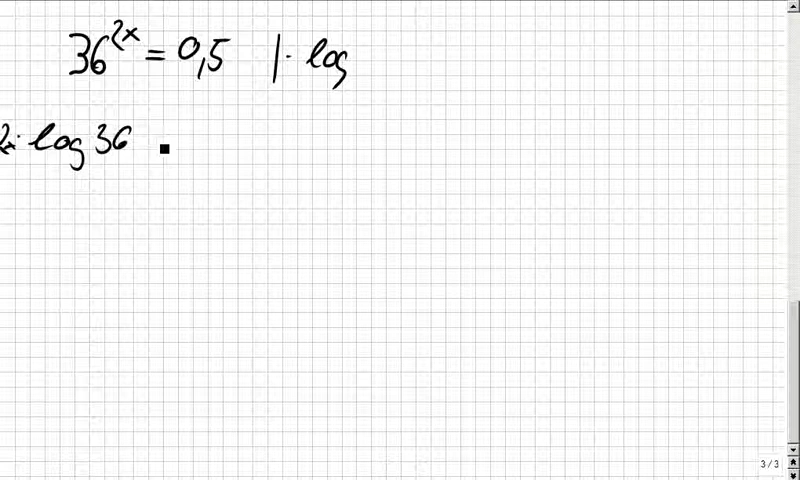 36^{2x} = 0,5 | · log
2x · log 36
3 / 3